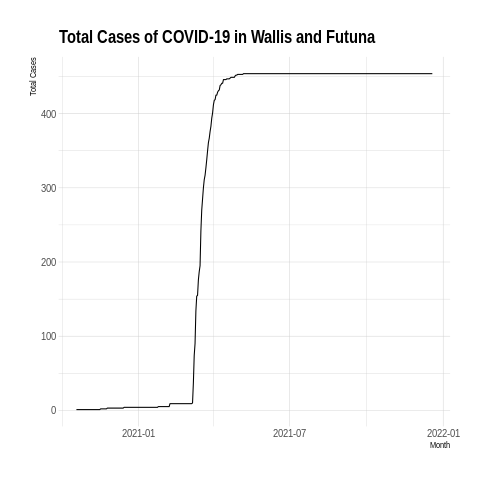 Total Cases of COVID-19 in Wallis and Futuna
Total Cases
400
300
200
100
0
2021-01 2021-07 2022-01
Month